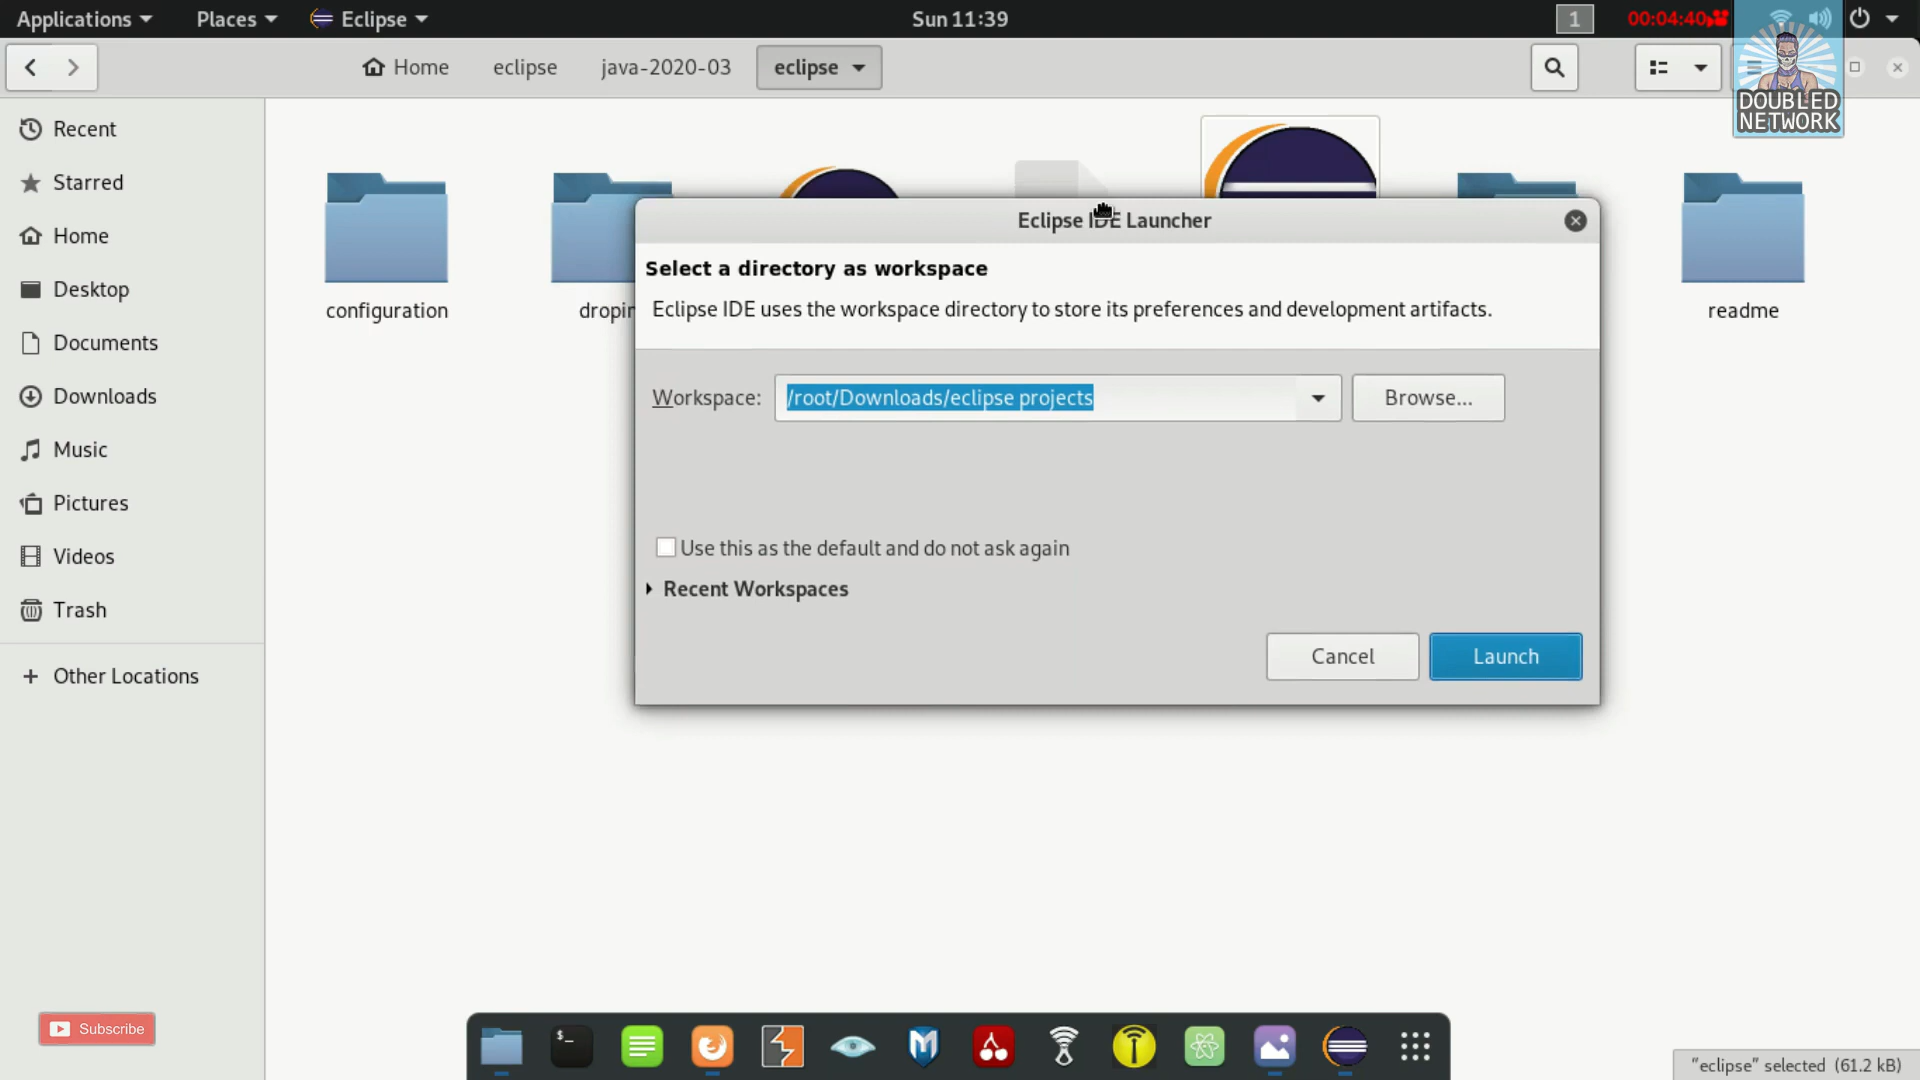 Applications Places Eclipse Sun 11:39 1 00:04:40
Home eclipse java-2020-03 eclipse
DOUBLED
NETWORK
Recent
Starred
Home
Desktop
Documents
Downloads
Music
Pictures
Videos
Trash
Other Locations
configuration
dropin
readme
Eclipse IDE Launcher
Select a directory as workspace
Eclipse IDE uses the workspace directory to store its preferences and development artifacts.
Workspace: /root/Downloads/eclipse projects Browse...
Use this as the default and do not ask again
Recent Workspaces
Cancel Launch
Subscribe
"eclipse" selected (61.2 kB)